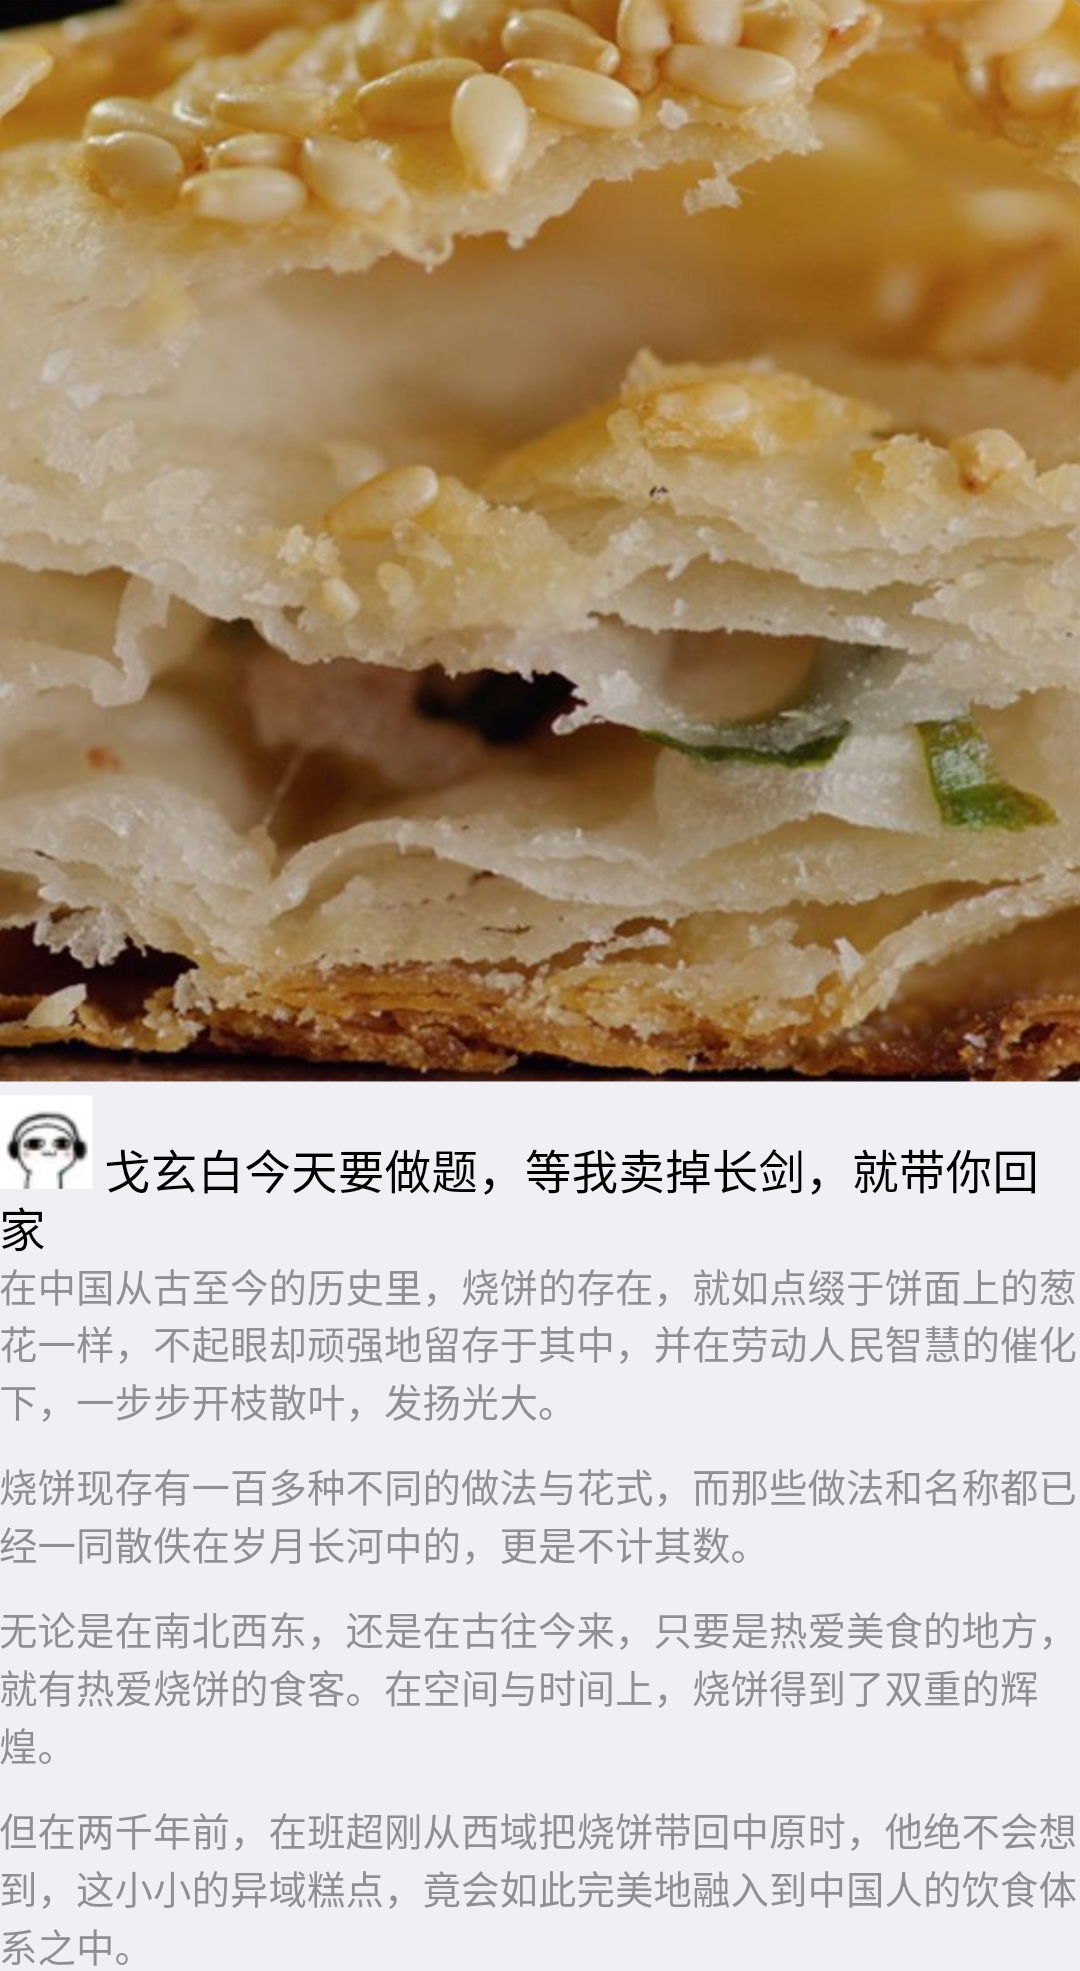 戈玄白今天要做题，等我卖掉长剑，就带你回
家
在中国从古至今的历史里，烧饼的存在，就如点缀于饼面上的葱
花一样，不起眼却顽强地留存于其中，并在劳动人民智慧的催化
下，一步步开枝散叶，发扬光大。
烧饼现存有一百多种不同的做法与花式，而那些做法和名称都已
经一同散佚在岁月长河中的，更是不计其数。
无论是在南北西东，还是在古往今来，只要是热爱美食的地方，
就有热爱烧饼的食客。在空间与时间上，烧饼得到了双重的辉
煌。
但在两千年前，在班超刚从西域把烧饼带回中原时，他绝不会想
到，这小小的异域糕点，竟会如此完美地融入到中国人的饮食体
系之中。